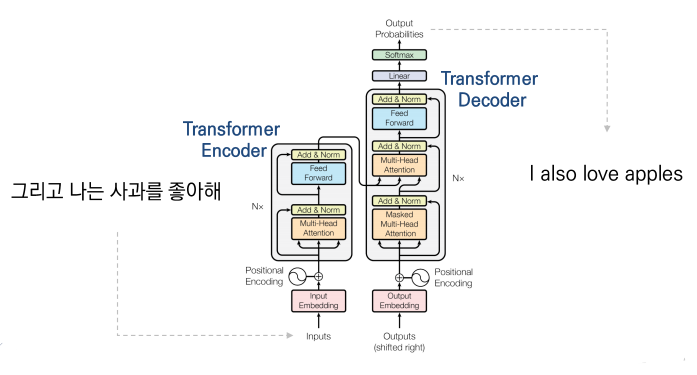 Output
Probabilities
Softmax
Linear
Transformer
Decoder
Add & Norm
Feed
Forward
Add & Norm
Multi-Head
Attention
Nx
Add & Norm
Masked
Multi-Head
Attention
Positional
Encoding
Output
Embedding
Outputs
(shifted right)
Transformer
Encoder
Add & Norm
Feed
Forward
Nx
Add & Norm
Multi-Head
Attention
Positional
Encoding
Input
Embedding
Inputs
그리고 나는 사과를 좋아해
I also love apples